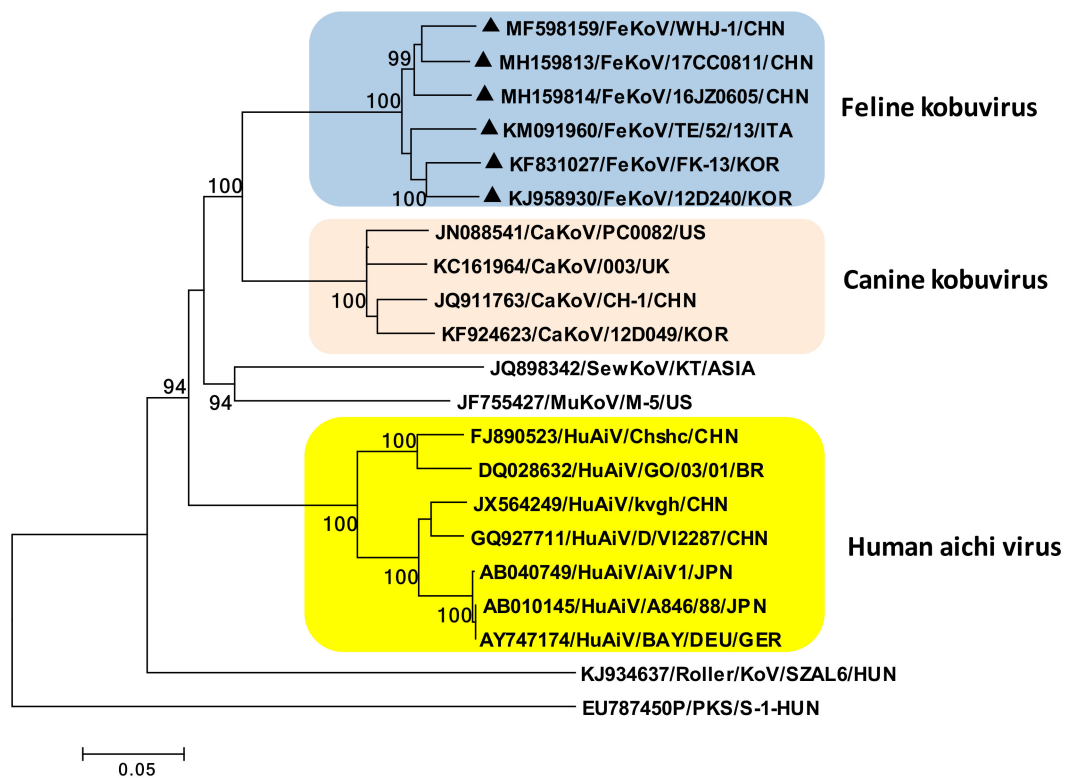 MF598159/FeKoV/WHJ-1/CHN
99
MH159813/FeKoV/17CC0811/CHN
MH159814/FeKoV/16JZ0605/CHN
100
Feline kobuvirus
KM091960/FeKoV/TE/52/13/ITA
KF831027/FeKoV/FK-13/KOR
100
100
KJ958930/FeKoV/12D240/KOR
JN088541/CaKoV/PC0082/US
KC161964/CaKoV/003/UK
Canine kobuvirus
100
JQ911763/CaKoV/CH-1/CHN
KF924623/CaKoV/12D049/KOR
JQ898342/SewKoV/KT/ASIA
94
94
JF755427/MuKoV/M-5/US
100
FJ890523/HuAiV/Chshc/CHN
DQ028632/HuAiV/GO/03/01/BR
JX564249/HuAiV/kvgh/CHN
100
GQ927711/HuAiV/D/VI2287/CHN
Human aichi virus
100
AB040749/HuAiV/AiV1/JPN
AB010145/HuAiV/A846/88/JPN
100
AY747174/HuAiV/BAY/DEU/GER
KJ934637/Roller/KoV/SZAL6/HUN
EU787450P/PKS/S-1-HUN
0.05